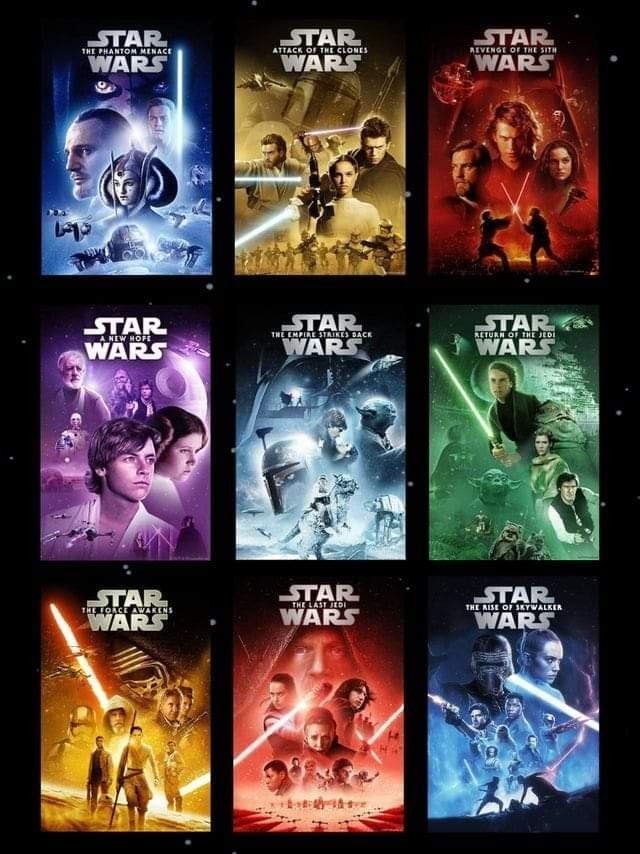 STAR
THE PHANTOM MENACE
WARS
STAR
ATTACK OF THE CLONES
WARS
STAR
REVENGE OF THE SITH
WARS
STAR
A NEW HOPE
WARS
STAR
THE EMPIRE STRIKES BACK
WARS
STAR
RETURN OF THE JEDI
WARS
STAR
THE FORCE AWAKENS
WARS
STAR
THE LAST JEDI
WARS
STAR
THE RISE OF SKYWALKER
WARS